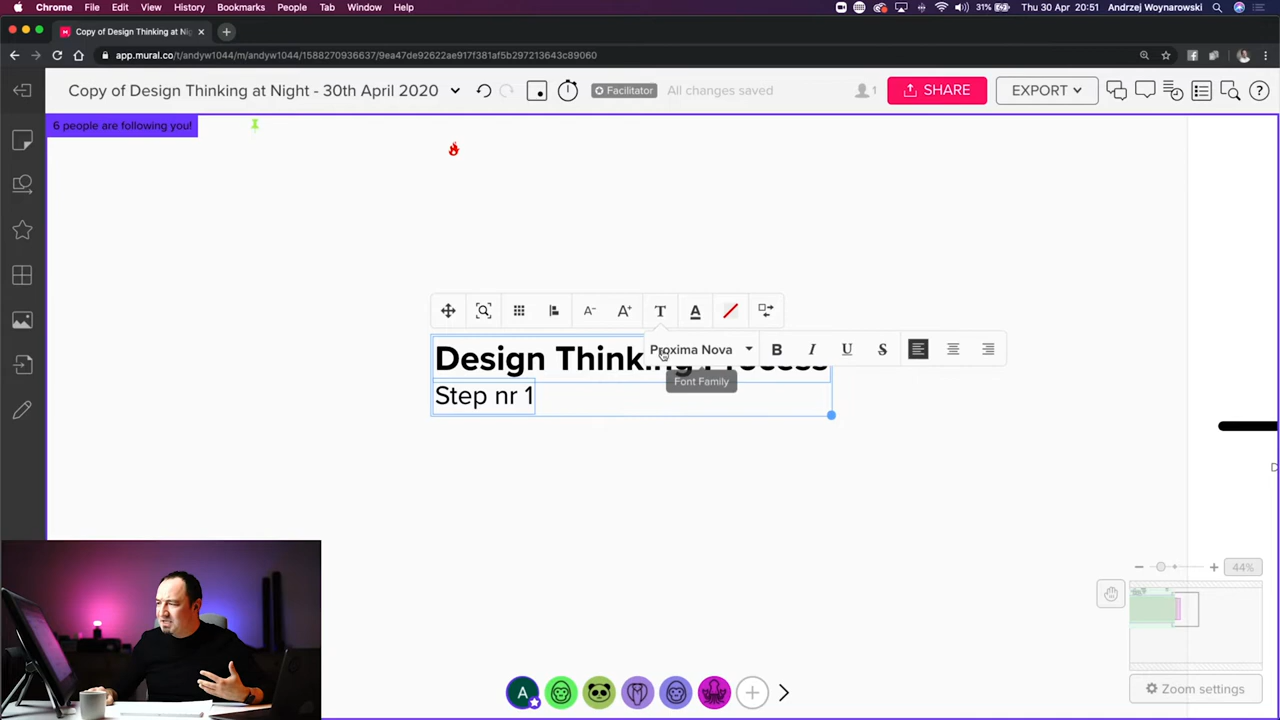 Chrome File Edit View History Bookmarks People Tab Window Help 31% Thu 30 Apr 20:51 Andrzej Woynarowski
Copy of Design Thinking at Nig
app.mural.co/t/andyw1044/m/andyw1044/1588270936637/9ea47de92622ae917f381af5b297213643c89060
Copy of Design Thinking at Night - 30th April 2020 Facilitator All changes saved 1 SHARE EXPORT ?
6 people are following you!
A- A+ T A
Proxima Nova B I U S
Design Thinking Process
Font Family
Step nr 1
D
44%
A
Zoom settings